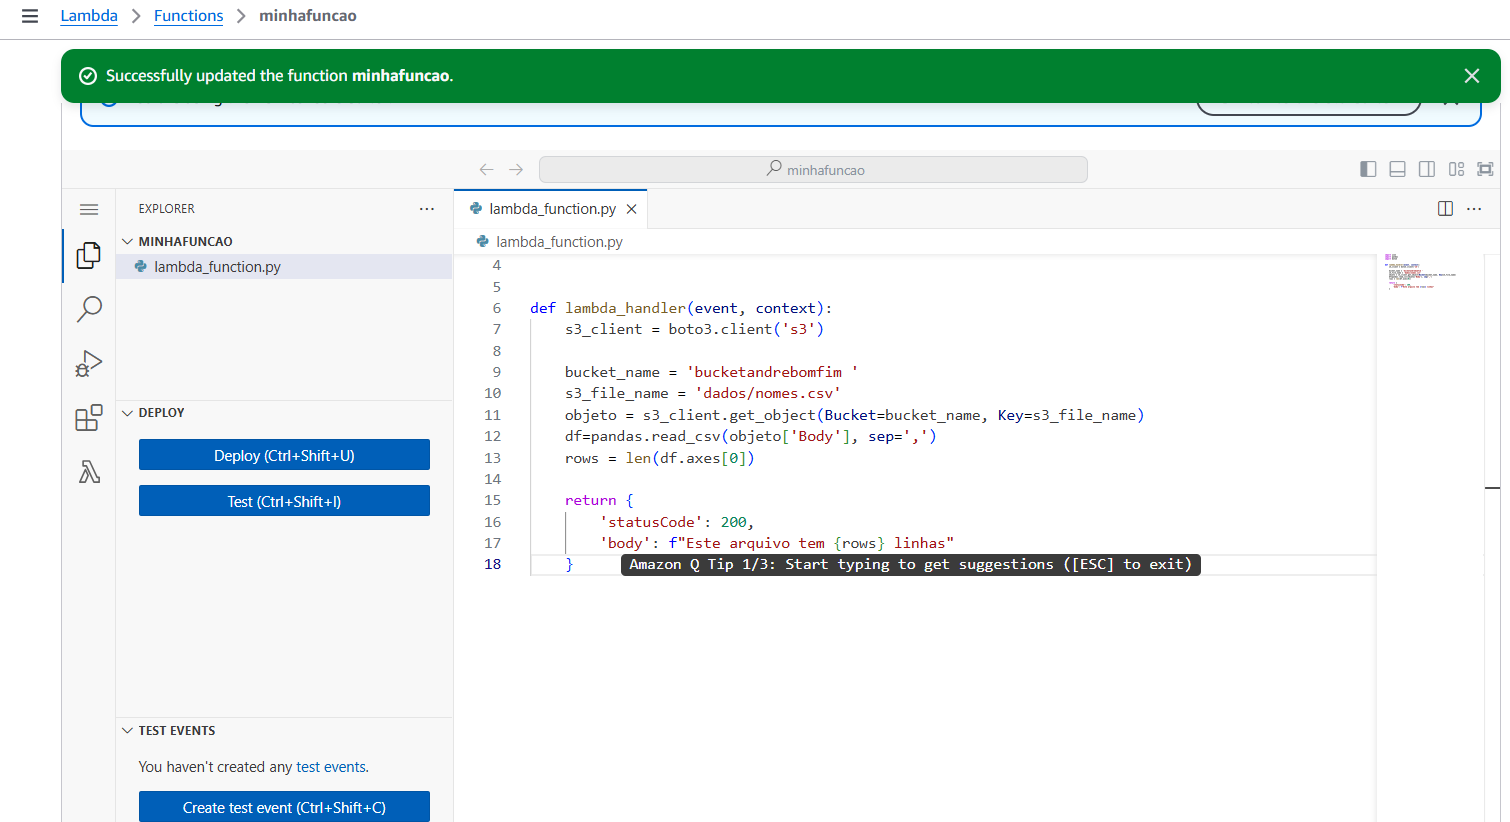 Lambda > Functions > minhafuncao
Successfully updated the function minhafuncao.
minhafuncao
EXPLORER
MINHAFUNCAO
lambda_function.py
DEPLOY
Deploy (Ctrl+Shift+U)
Test (Ctrl+Shift+I)
TEST EVENTS
You haven't created any test events.
Create test event (Ctrl+Shift+C)
lambda_function.py
lambda_function.py
4
5
6 def lambda_handler(event, context):
7 s3_client = boto3.client('s3')
8
9 bucket_name = 'bucketandrebomfim '
10 s3_file_name = 'dados/nomes.csv'
11 objeto = s3_client.get_object(Bucket=bucket_name, Key=s3_file_name)
12 df=pandas.read_csv(objeto['Body'], sep=',')
13 rows = len(df.axes[0])
14
15 return {
16 'statusCode': 200,
17 'body': f"Este arquivo tem {rows} linhas"
18 } Amazon Q Tip 1/3: Start typing to get suggestions ([ESC] to exit)